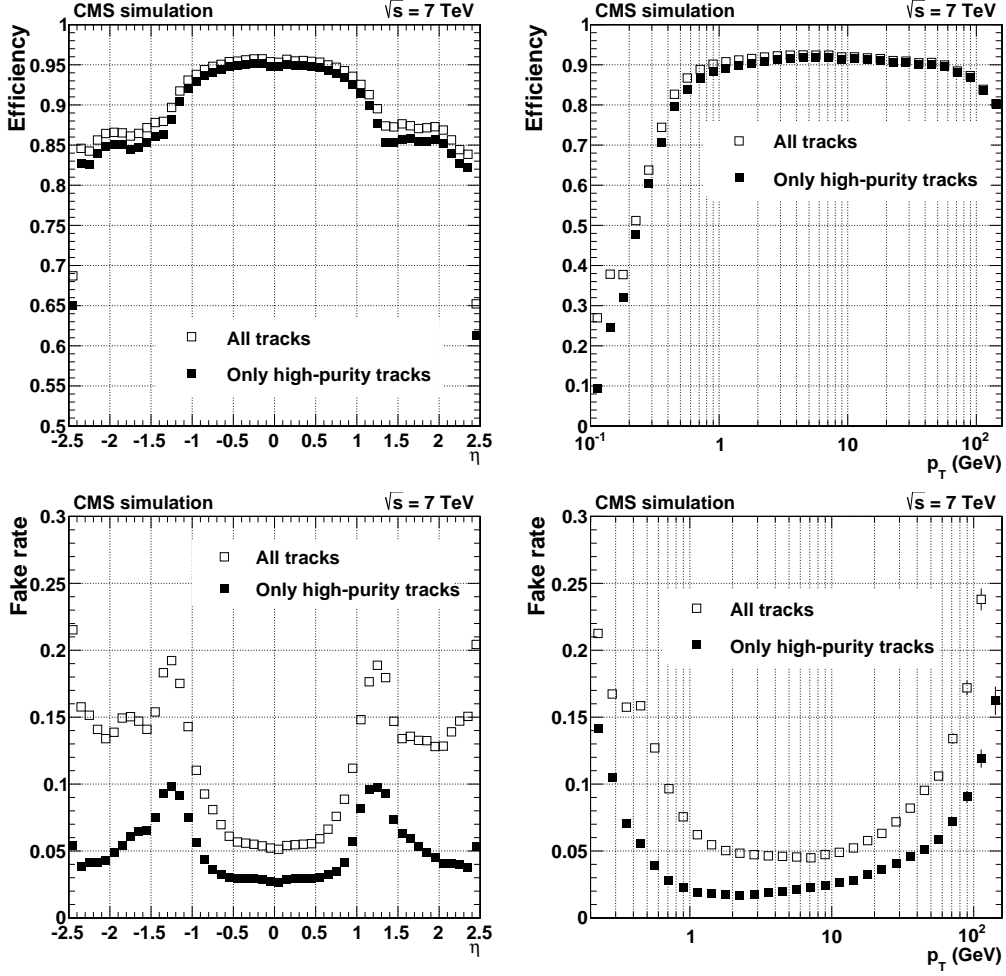 CMS simulation √s = 7 TeV
Efficiency
1
0.95
0.9
0.85
0.8
0.75
0.7
0.65
0.6
0.55
0.5
All tracks
Only high-purity tracks
-2.5 -2 -1.5 -1 -0.5 0 0.5 1 1.5 2 2.5
η
CMS simulation √s = 7 TeV
Efficiency
1
0.9
0.8
0.7
0.6
0.5
0.4
0.3
0.2
0.1
0
All tracks
Only high-purity tracks
10⁻¹ 1 10 10²
p_T (GeV)
CMS simulation √s = 7 TeV
Fake rate
0.3
0.25
0.2
0.15
0.1
0.05
0
All tracks
Only high-purity tracks
-2.5 -2 -1.5 -1 -0.5 0 0.5 1 1.5 2 2.5
η
CMS simulation √s = 7 TeV
Fake rate
0.3
0.25
0.2
0.15
0.1
0.05
0
All tracks
Only high-purity tracks
1 10 10²
p_T (GeV)